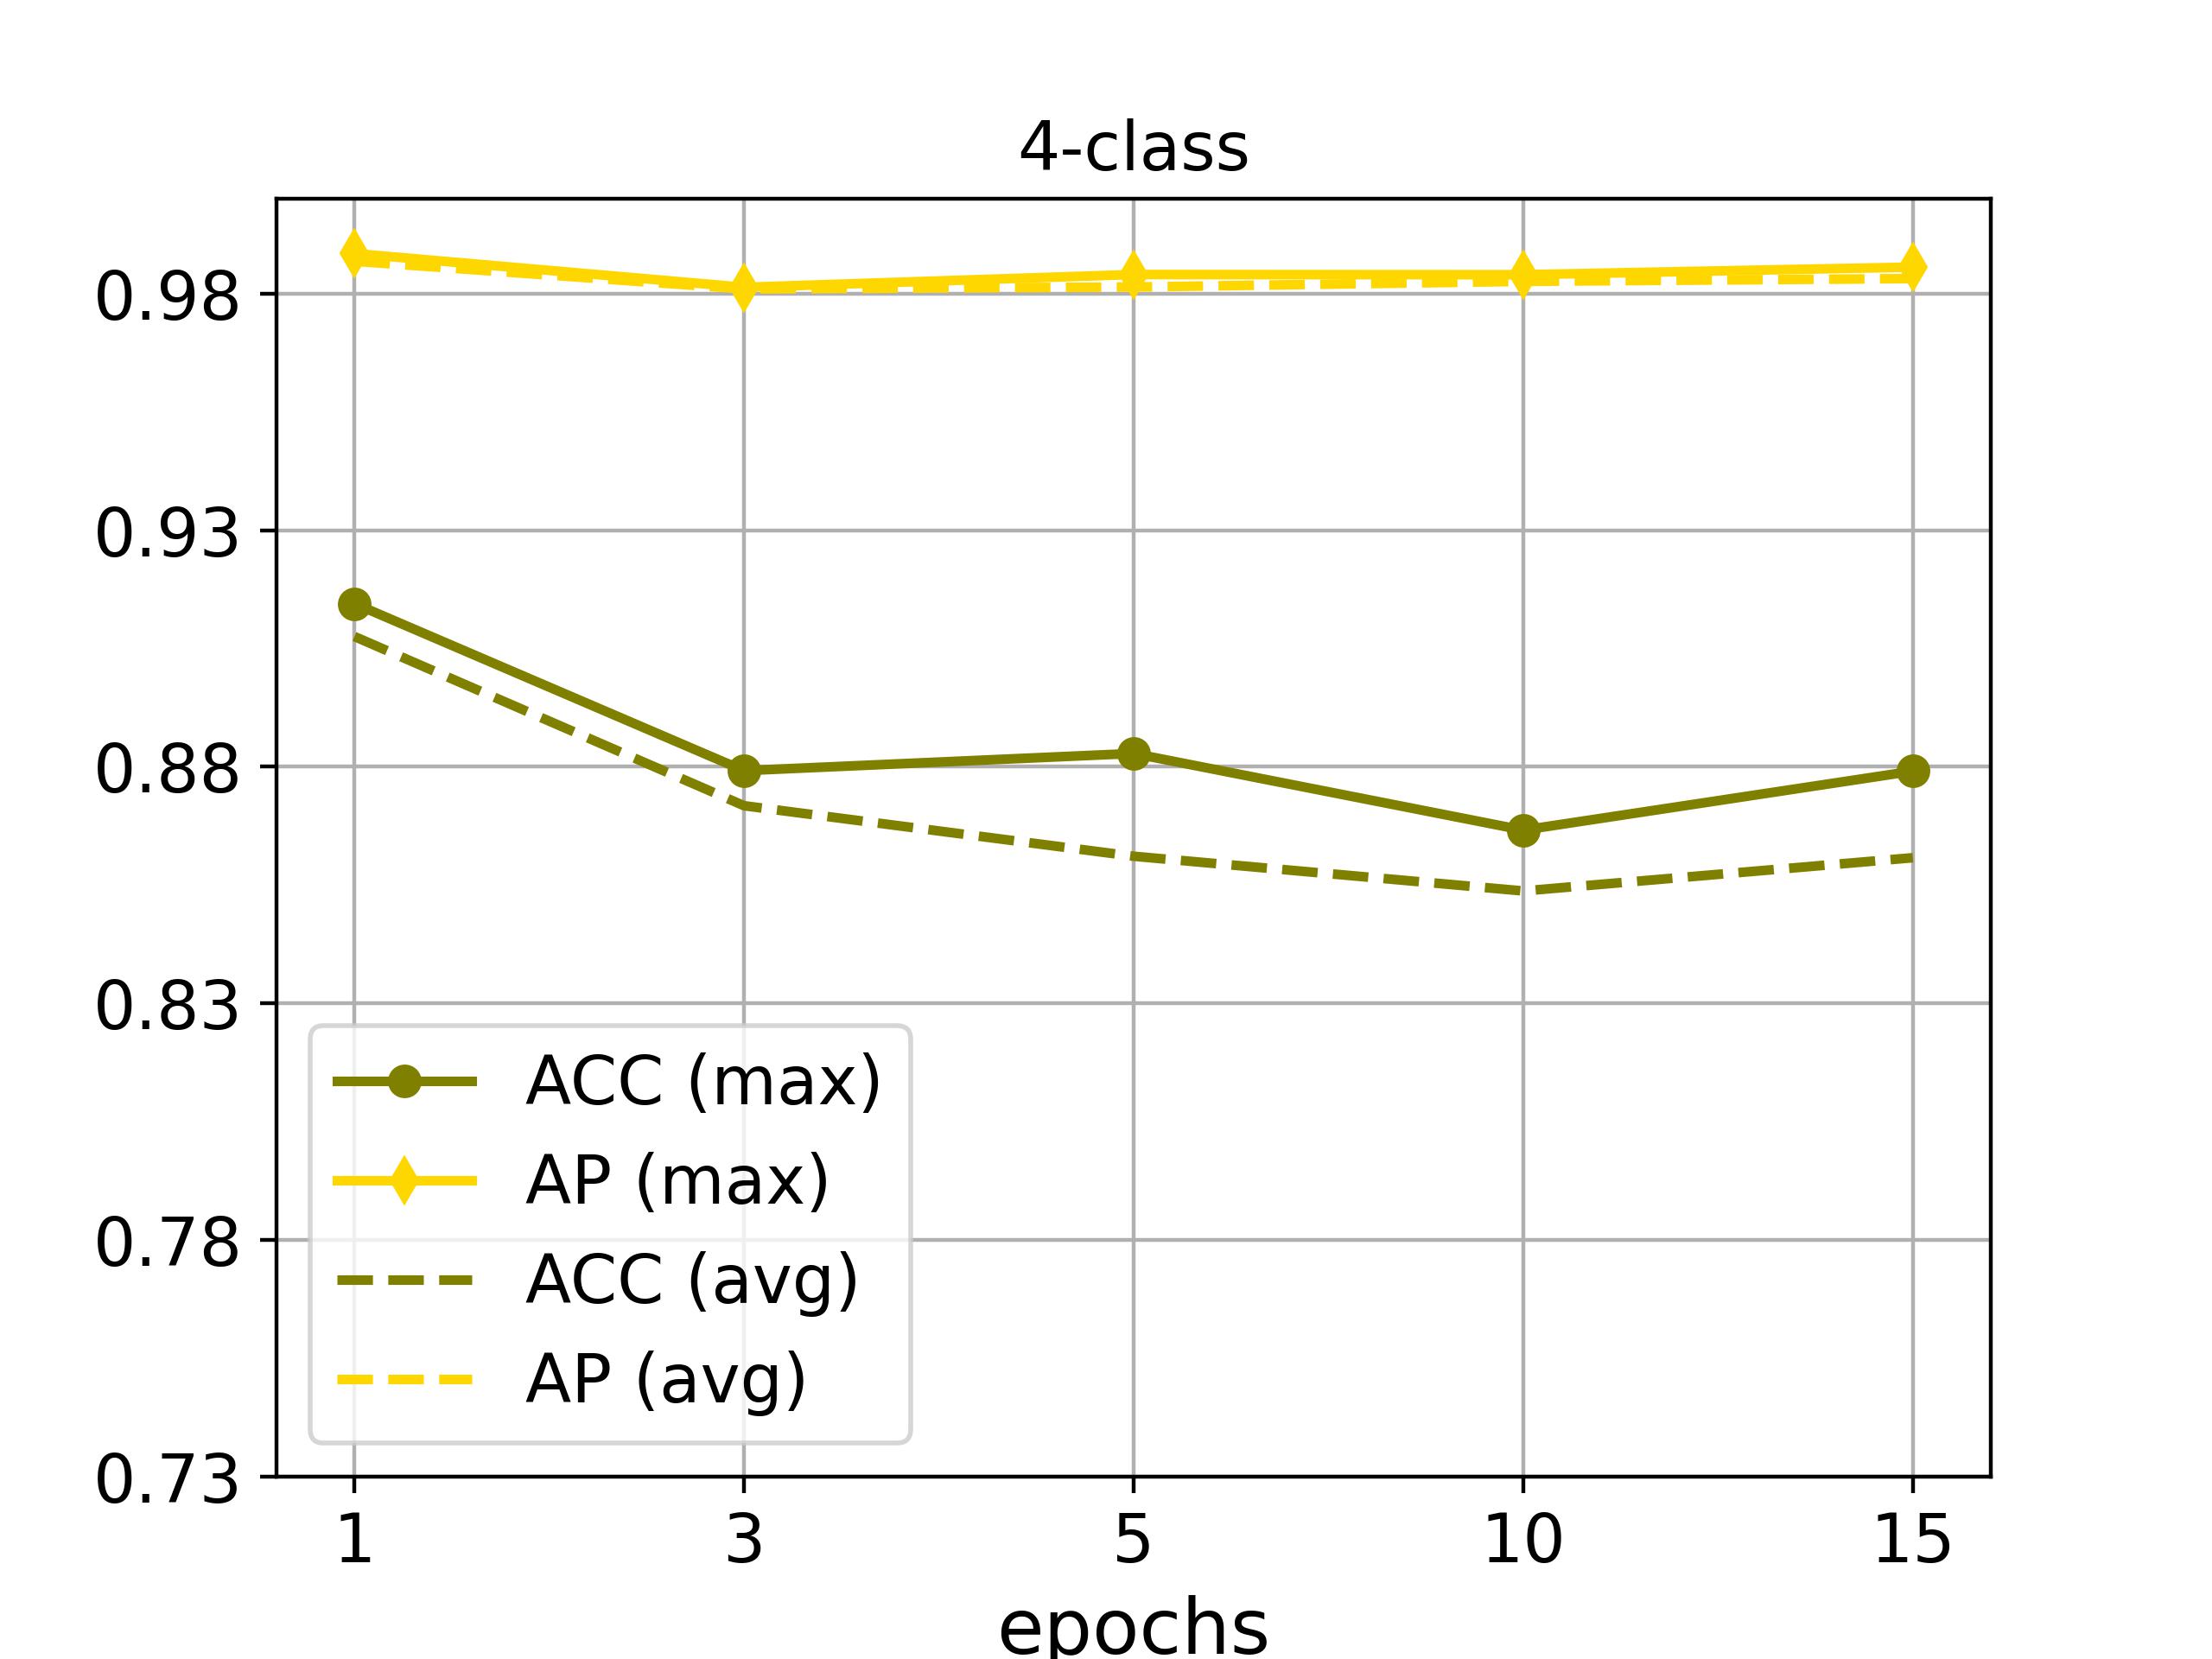 4-class
0.98
0.93
0.88
0.83
0.78
0.73
ACC (max)
AP (max)
ACC (avg)
AP (avg)
1 3 5 10 15
epochs